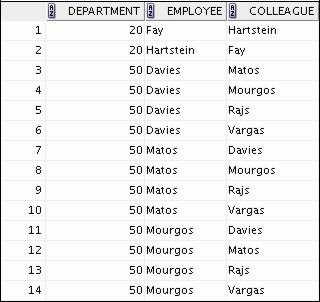 DEPARTMENT EMPLOYEE COLLEAGUE
1 20 Fay Hartstein
2 20 Hartstein Fay
3 50 Davies Matos
4 50 Davies Mourgos
5 50 Davies Rajs
6 50 Davies Vargas
7 50 Matos Davies
8 50 Matos Mourgos
9 50 Matos Rajs
10 50 Matos Vargas
11 50 Mourgos Davies
12 50 Mourgos Matos
13 50 Mourgos Rajs
14 50 Mourgos Vargas